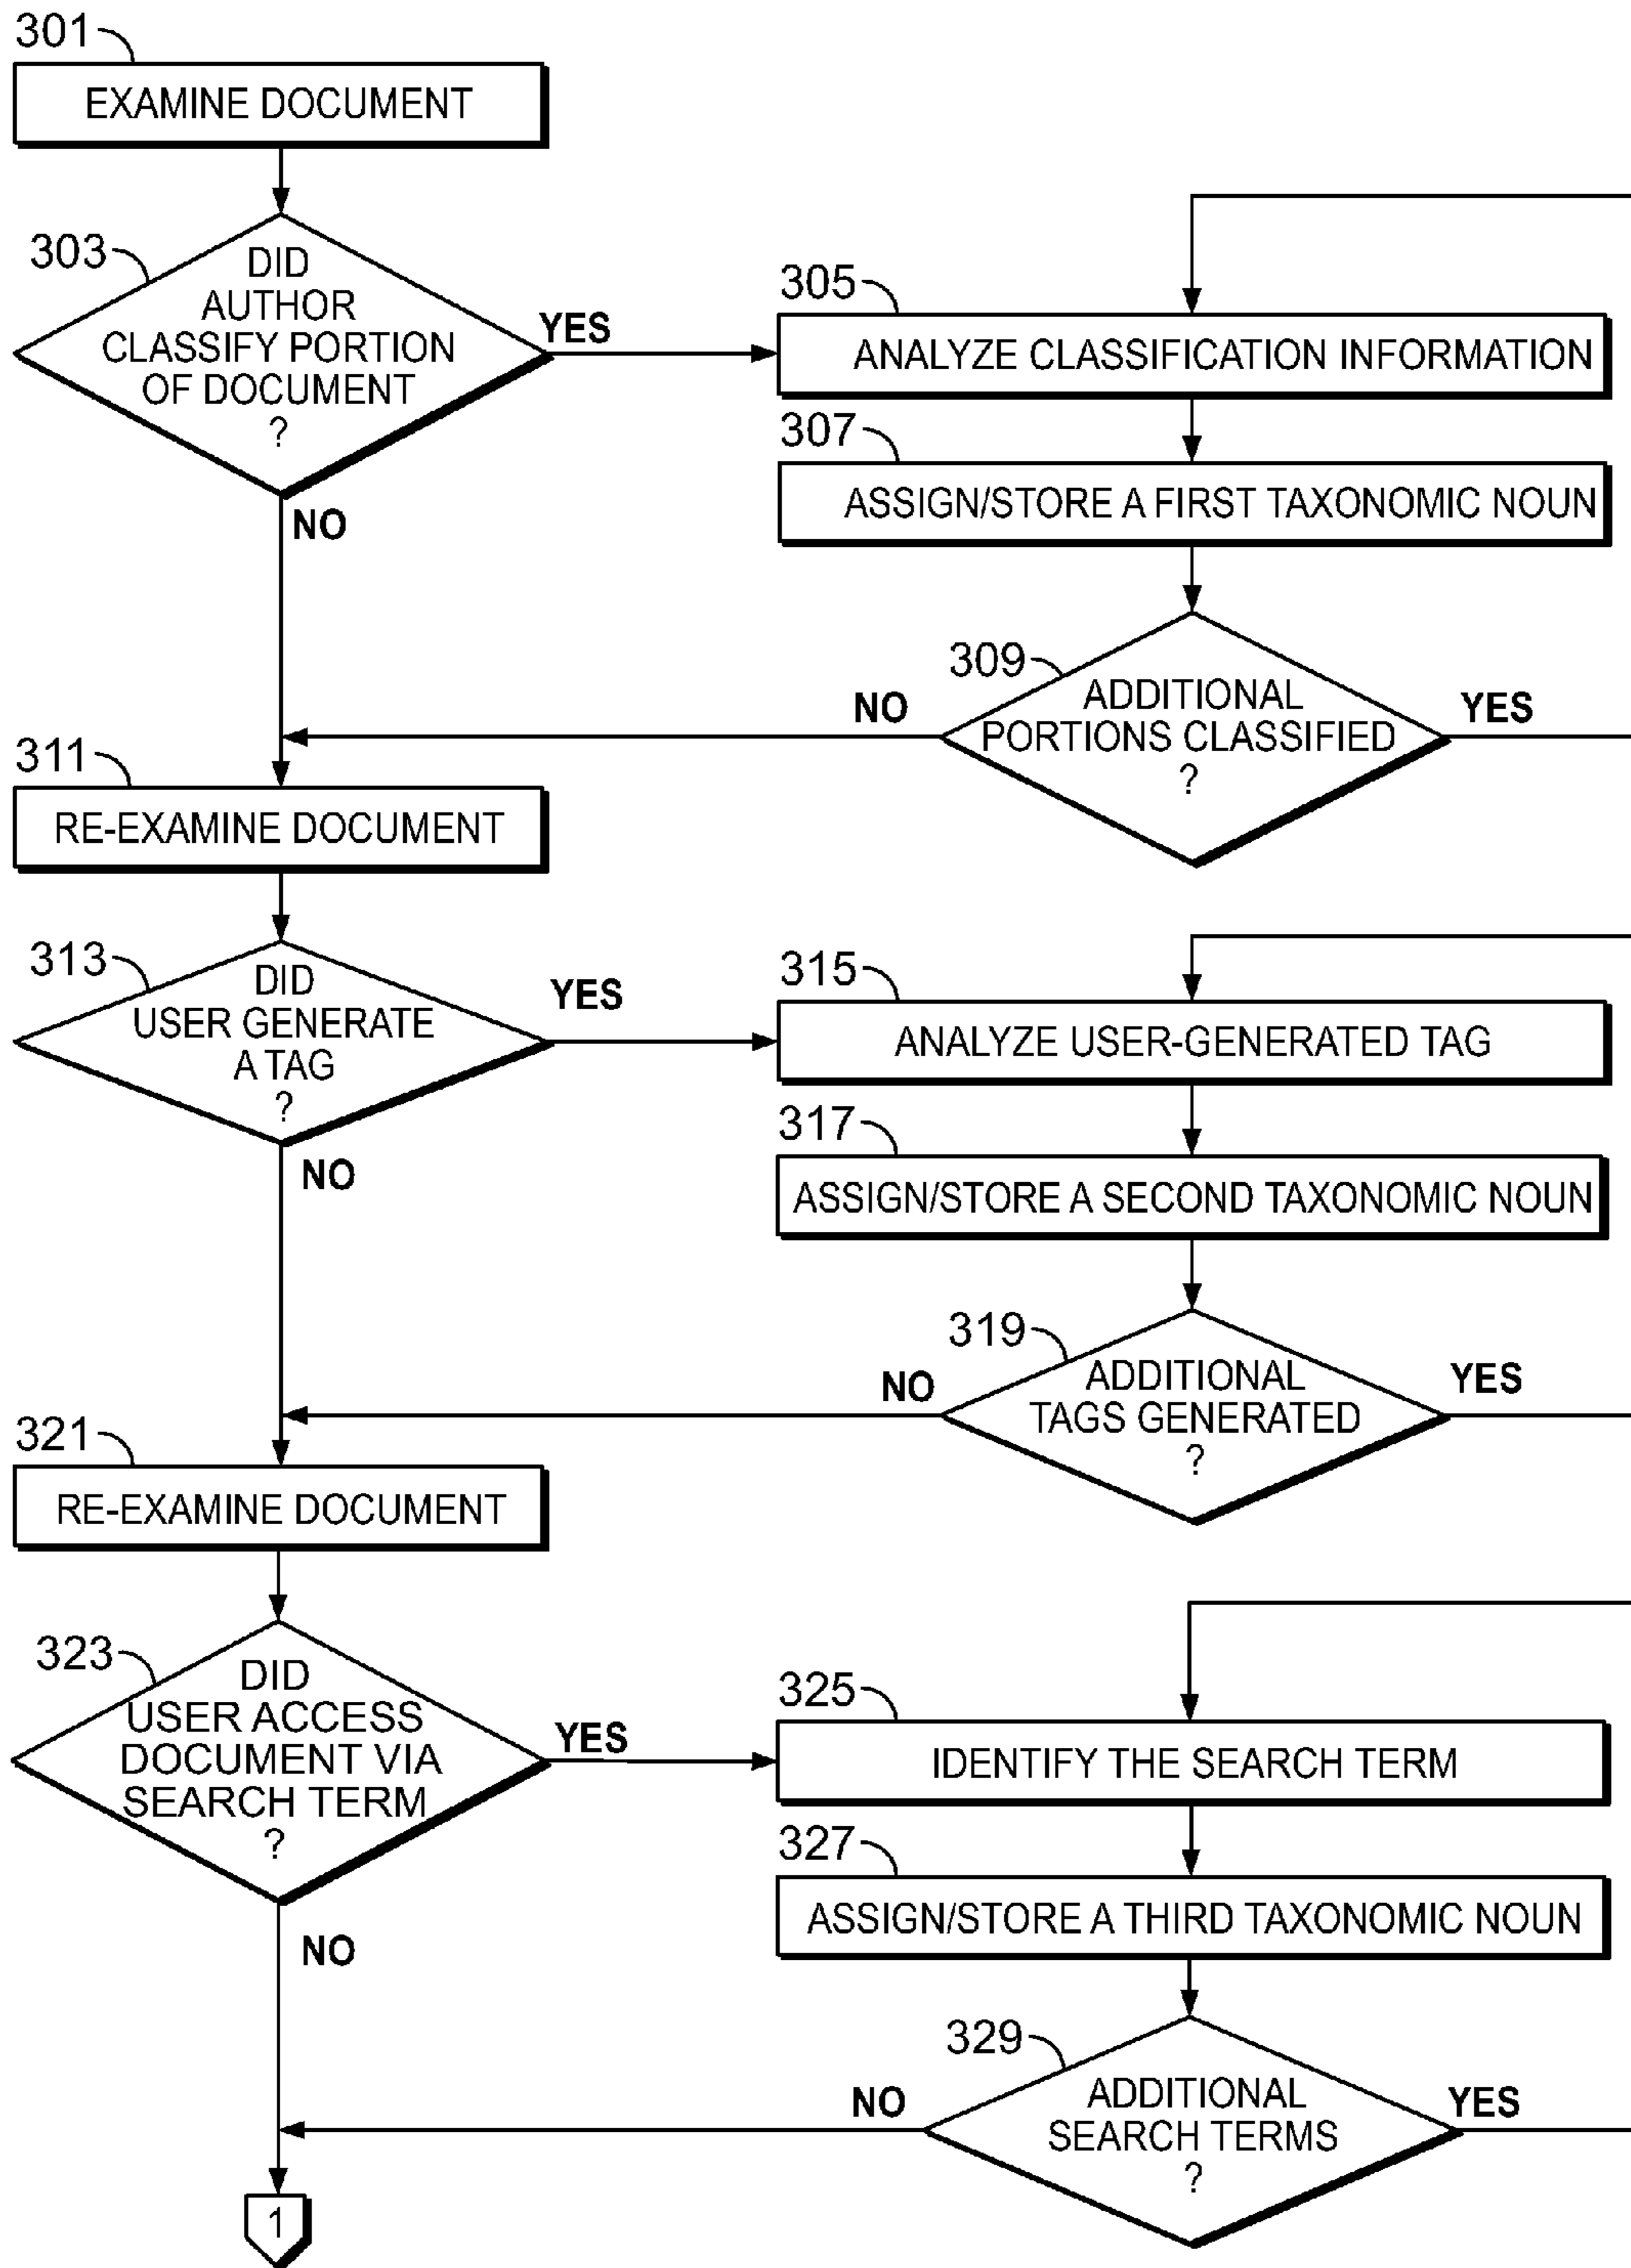 301
EXAMINE DOCUMENT
303
DID
AUTHOR
CLASSIFY PORTION
OF DOCUMENT
?
YES
NO
305
ANALYZE CLASSIFICATION INFORMATION
307
ASSIGN/STORE A FIRST TAXONOMIC NOUN
309
ADDITIONAL
PORTIONS CLASSIFIED
?
NO
YES
311
RE-EXAMINE DOCUMENT
313
DID
USER GENERATE
A TAG
?
YES
NO
315
ANALYZE USER-GENERATED TAG
317
ASSIGN/STORE A SECOND TAXONOMIC NOUN
319
ADDITIONAL
TAGS GENERATED
?
NO
YES
321
RE-EXAMINE DOCUMENT
323
DID
USER ACCESS
DOCUMENT VIA
SEARCH TERM
?
YES
NO
325
IDENTIFY THE SEARCH TERM
327
ASSIGN/STORE A THIRD TAXONOMIC NOUN
329
ADDITIONAL
SEARCH TERMS
?
NO
YES
1